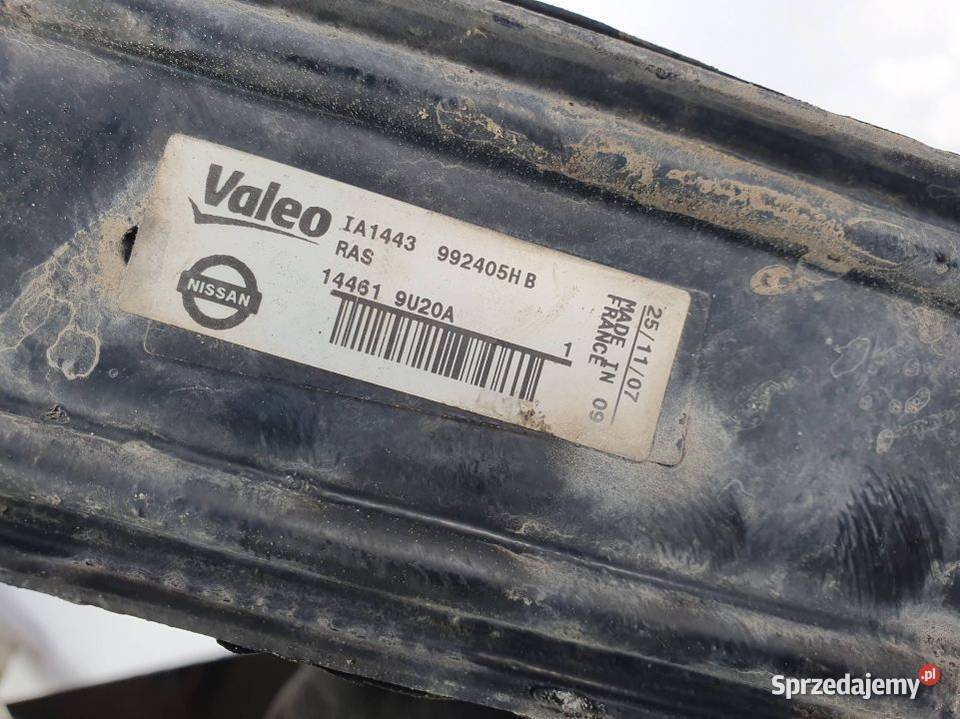 Valeo
IA1443 992405H B
RAS
NISSAN
14461 9U20A
1
25/11/07
MADE IN
FRANCE 09
Sprzedajemy.pl